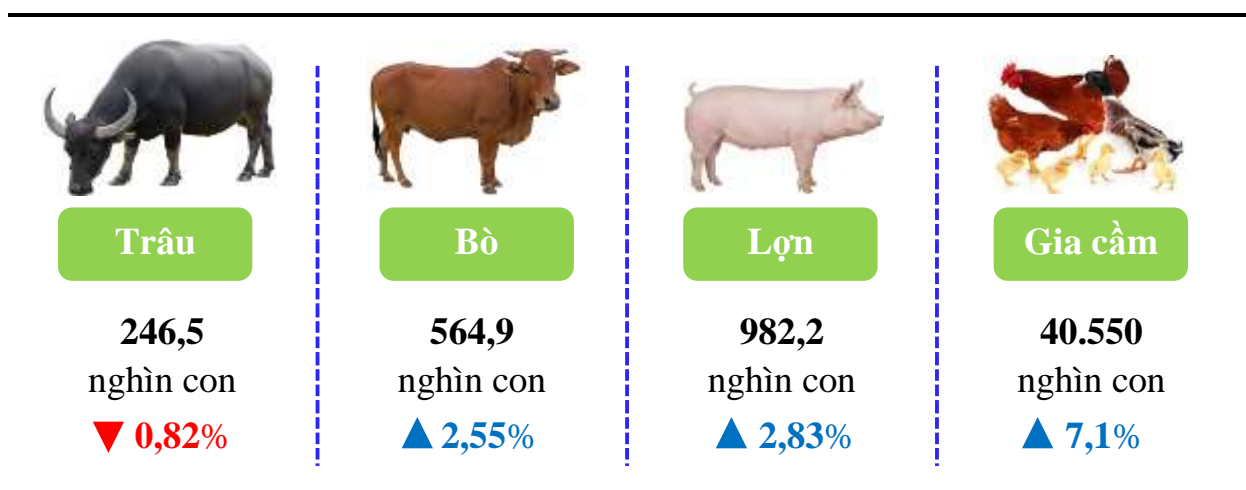 Trâu
246,5
nghìn con
▼ 0,82%
Bò
564,9
nghìn con
▲ 2,55%
Lợn
982,2
nghìn con
▲ 2,83%
Gia cầm
40.550
nghìn con
▲ 7,1%